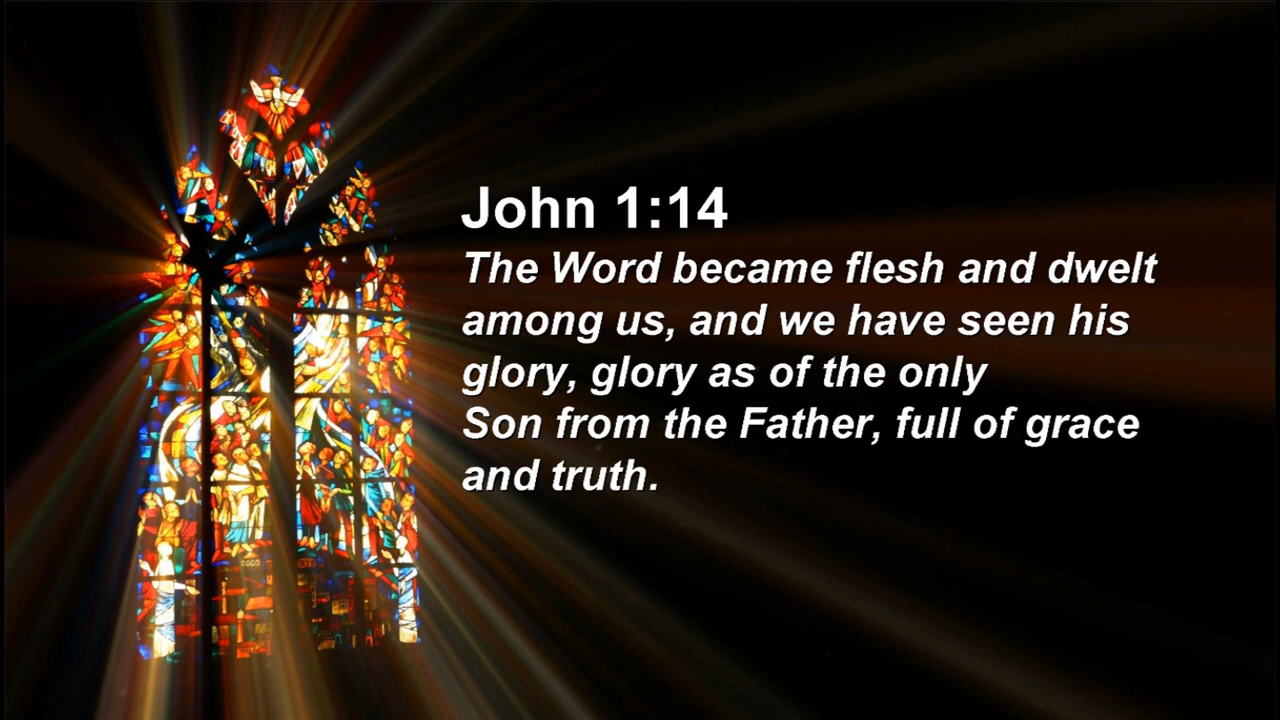 John 1:14
The Word became flesh and dwelt
among us, and we have seen his
glory, glory as of the only
Son from the Father, full of grace
and truth.